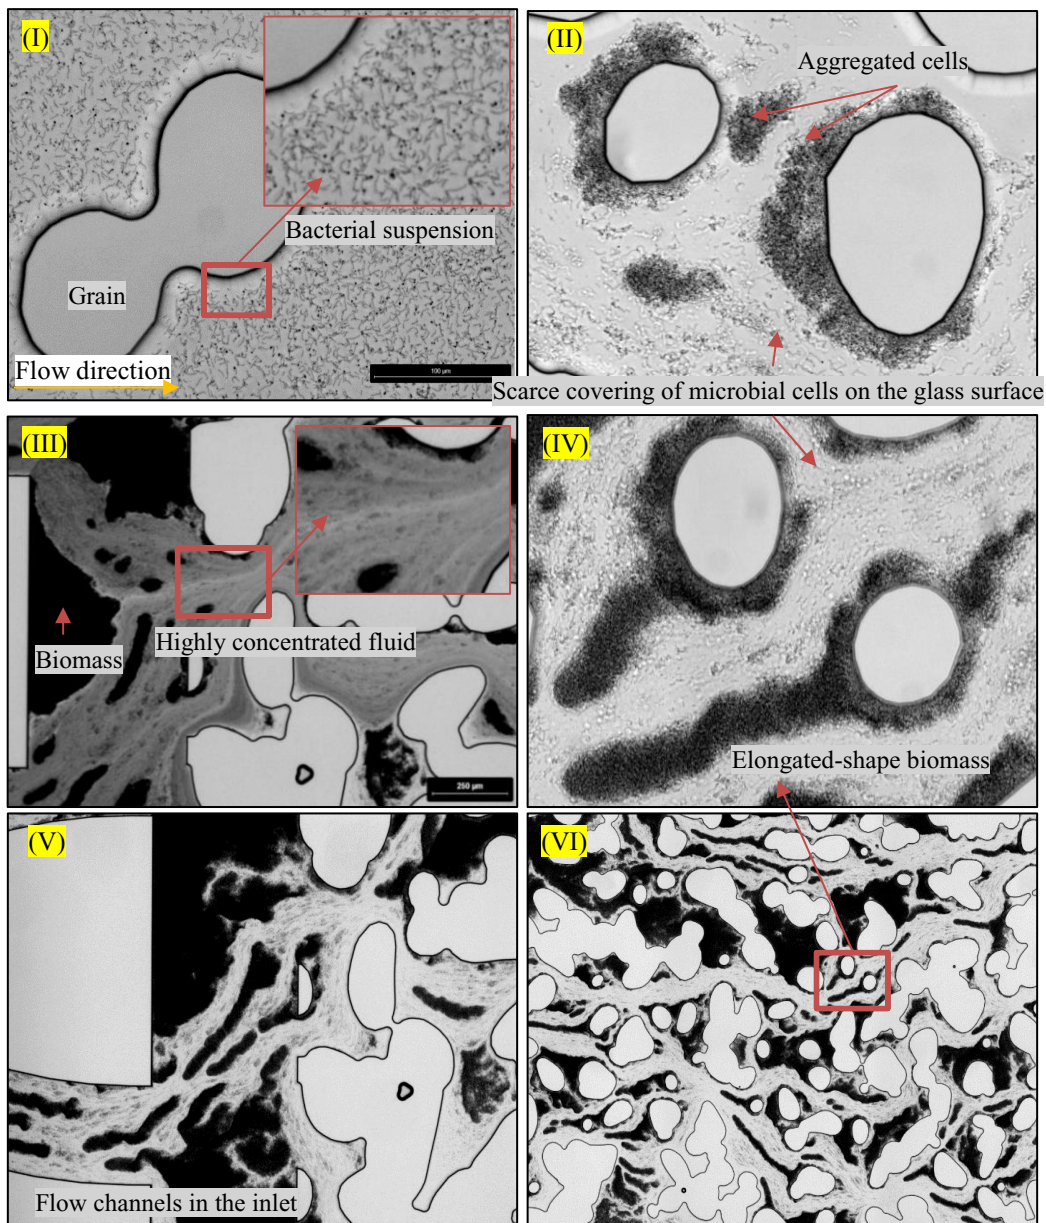 (I)
Bacterial suspension
Grain
Flow direction
100 µm
(II)
Aggregated cells
Scarce covering of microbial cells on the glass surface
(III)
Highly concentrated fluid
Biomass
250 µm
(IV)
Elongated-shape biomass
(V)
Flow channels in the inlet
(VI)